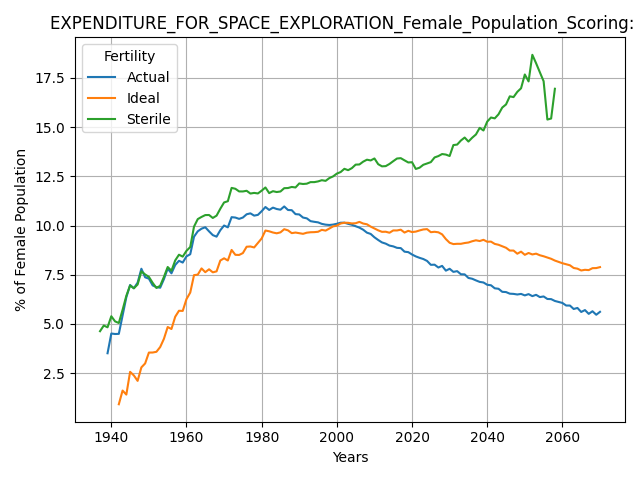 EXPENDITURE_FOR_SPACE_EXPLORATION_Female_Population_Scoring:
Fertility
Actual
Ideal
Sterile
% of Female Population
17.5
15.0
12.5
10.0
7.5
5.0
2.5
1940 1960 1980 2000 2020 2040 2060
Years